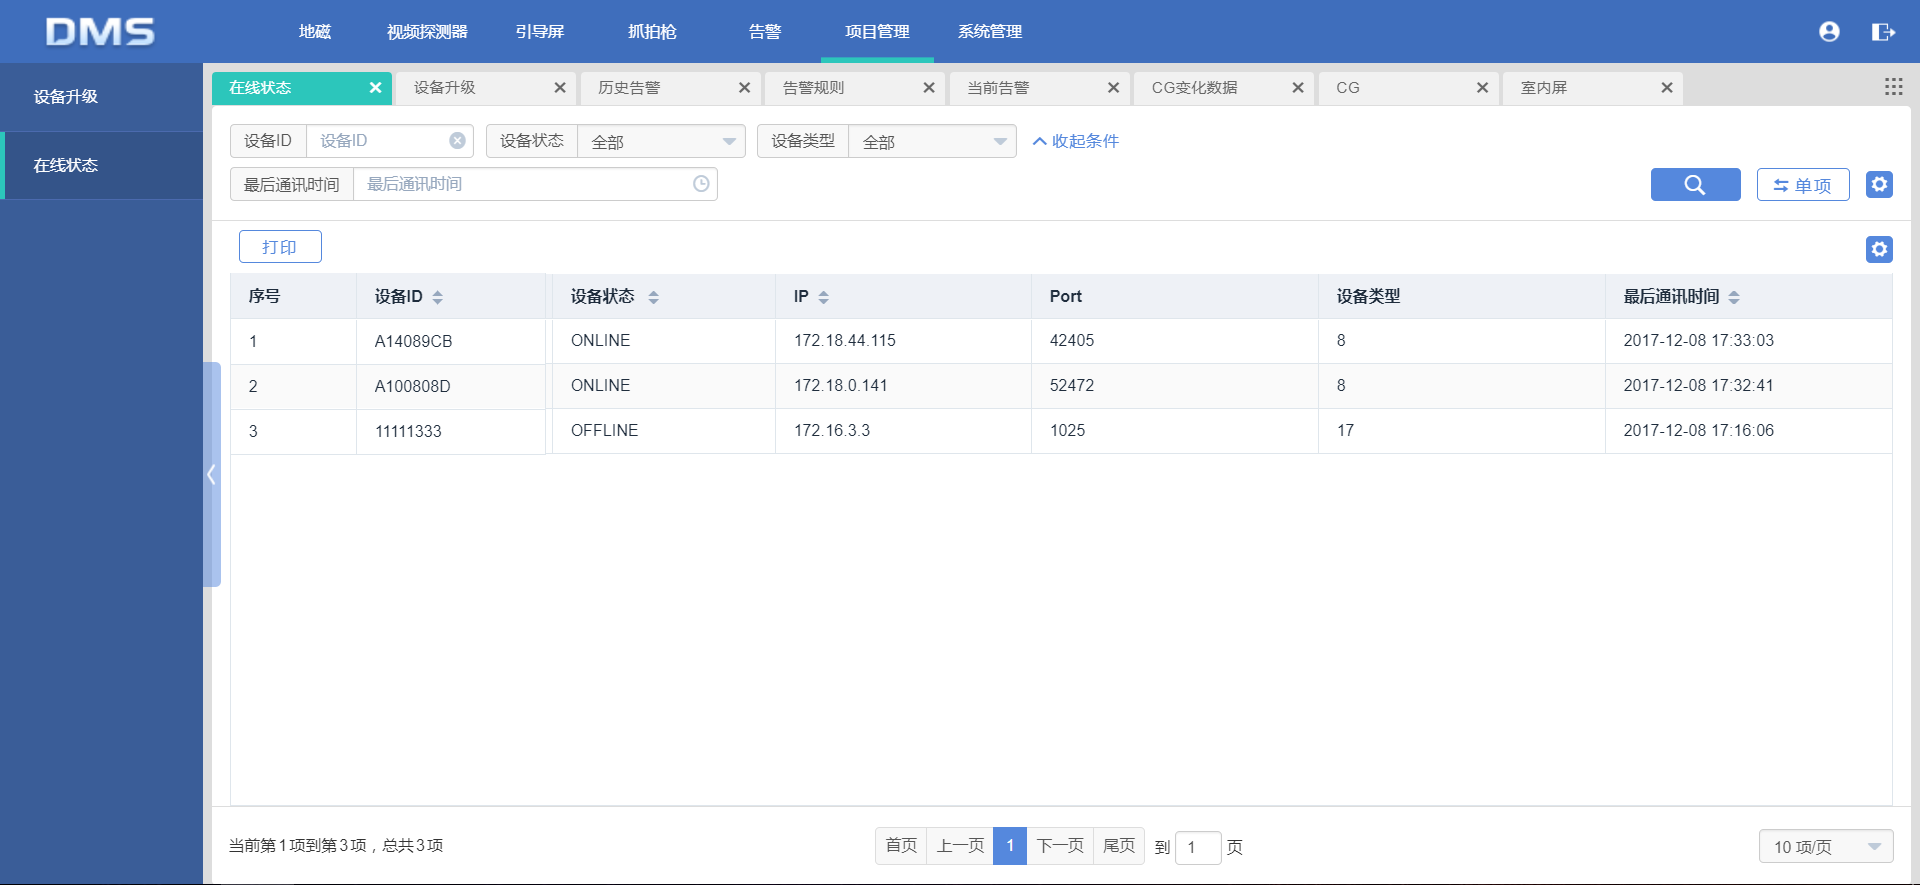 DMS 地磁 视频探测器 引导屏 抓拍枪 告警 项目管理 系统管理
设备升级
在线状态
在线状态 设备升级 历史告警 告警规则 当前告警 CG变化数据 CG 室内屏
设备ID 设备ID 设备状态 全部 设备类型 全部 收起条件
最后通讯时间 最后通讯时间 单项
打印
序号 设备ID 设备状态 IP Port 设备类型 最后通讯时间
1 A14089CB ONLINE 172.18.44.115 42405 8 2017-12-08 17:33:03
2 A100808D ONLINE 172.18.0.141 52472 8 2017-12-08 17:32:41
3 11111333 OFFLINE 172.16.3.3 1025 17 2017-12-08 17:16:06
当前第1项到第3项，总共3项 首页 上一页 1 下一页 尾页 到 1 页 10 项/页